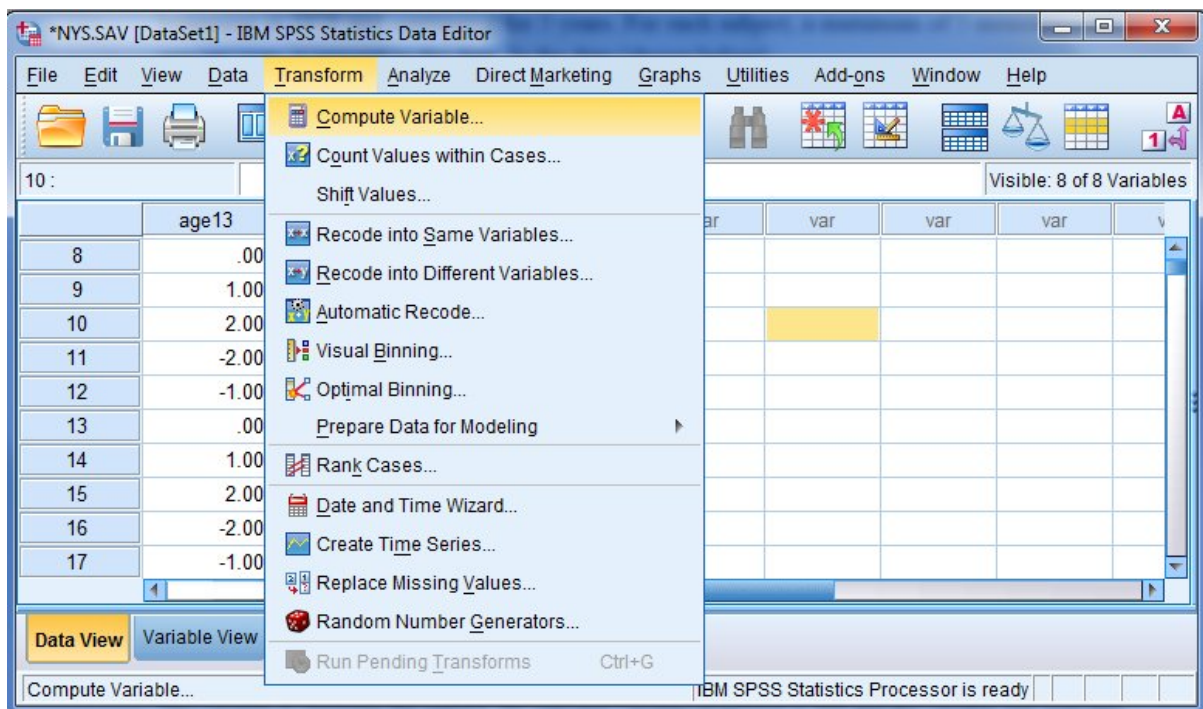 *NYS.SAV [DataSet1] - IBM SPSS Statistics Data Editor
File Edit View Data Transform Analyze Direct Marketing Graphs Utilities Add-ons Window Help
Compute Variable...
Count Values within Cases...
Shift Values...
Recode into Same Variables...
Recode into Different Variables...
Automatic Recode...
Visual Binning...
Optimal Binning...
Prepare Data for Modeling
Rank Cases...
Date and Time Wizard...
Create Time Series...
Replace Missing Values...
Random Number Generators...
Run Pending Transforms Ctrl+G
A
1
10 :
Visible: 8 of 8 Variables
age13 var var var
8 .00
9 1.00
10 2.00
11 -2.00
12 -1.00
13 .00
14 1.00
15 2.00
16 -2.00
17 -1.00
Data View Variable View
Compute Variable...
IBM SPSS Statistics Processor is ready